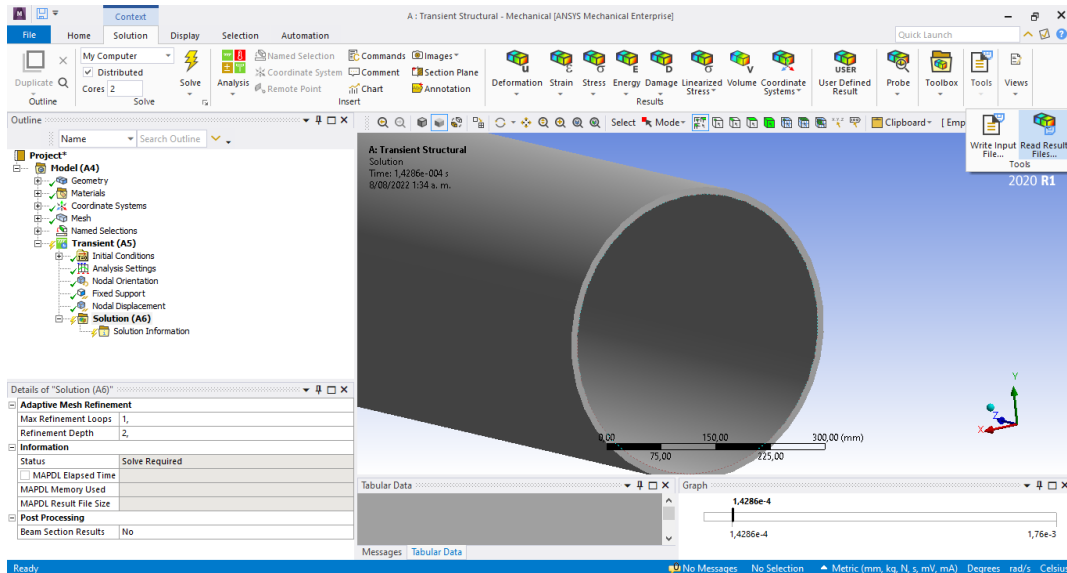 Context
A : Transient Structural - Mechanical [ANSYS Mechanical Enterprise]
File Home Solution Display Selection Automation Quick Launch
Duplicate
Outline
My Computer
Distributed
Cores 2
Solve
Solve
Analysis
Named Selection
Coordinate System
Remote Point
Commands
Comment
Chart
Images
Section Plane
Annotation
Insert
Deformation Strain Stress Energy Damage Linearized Stress Volume Coordinate Systems
Results
USER
User Defined Result
Probe
Toolbox
Tools
Views
Write Input File...
Read Result Files...
Tools
Outline
Name Search Outline
Select Mode Clipboard [ Emp
Project*
Model (A4)
Geometry
Materials
Coordinate Systems
Mesh
Named Selections
Transient (A5)
Initial Conditions
Analysis Settings
Nodal Orientation
Fixed Support
Nodal Displacement
Solution (A6)
Solution Information
A: Transient Structural
Solution
Time: 1,4286e-004 s
8/08/2022 1:34 a. m.
2020 R1
Y
Z
X
0,00 150,00 300,00 (mm)
75,00 225,00
Details of "Solution (A6)"
Adaptive Mesh Refinement
Max Refinement Loops 1,
Refinement Depth 2,
Information
Status Solve Required
MAPDL Elapsed Time
MAPDL Memory Used
MAPDL Result File Size
Post Processing
Beam Section Results No
Tabular Data
Messages Tabular Data
Graph
1,4286e-4
1,4286e-4 1,76e-3
Ready No Messages No Selection Metric (mm, kg, N, s, mV, mA) Degrees rad/s Celsius